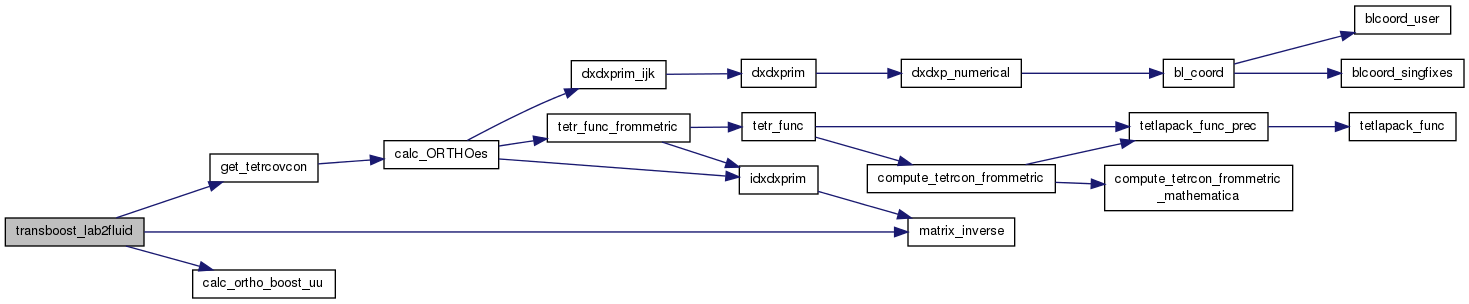 blcoord_user
dxdxprim_ijk
dxdxprim
dxdxp_numerical
bl_coord
blcoord_singfixes
tetr_func_frommetric
tetr_func
tetlapack_func_prec
tetlapack_func
calc_ORTHOes
get_tetrcovcon
idxdxprim
compute_tetrcon_frommetric
compute_tetrcon_frommetric
_mathematica
transboost_lab2fluid
matrix_inverse
calc_ortho_boost_uu